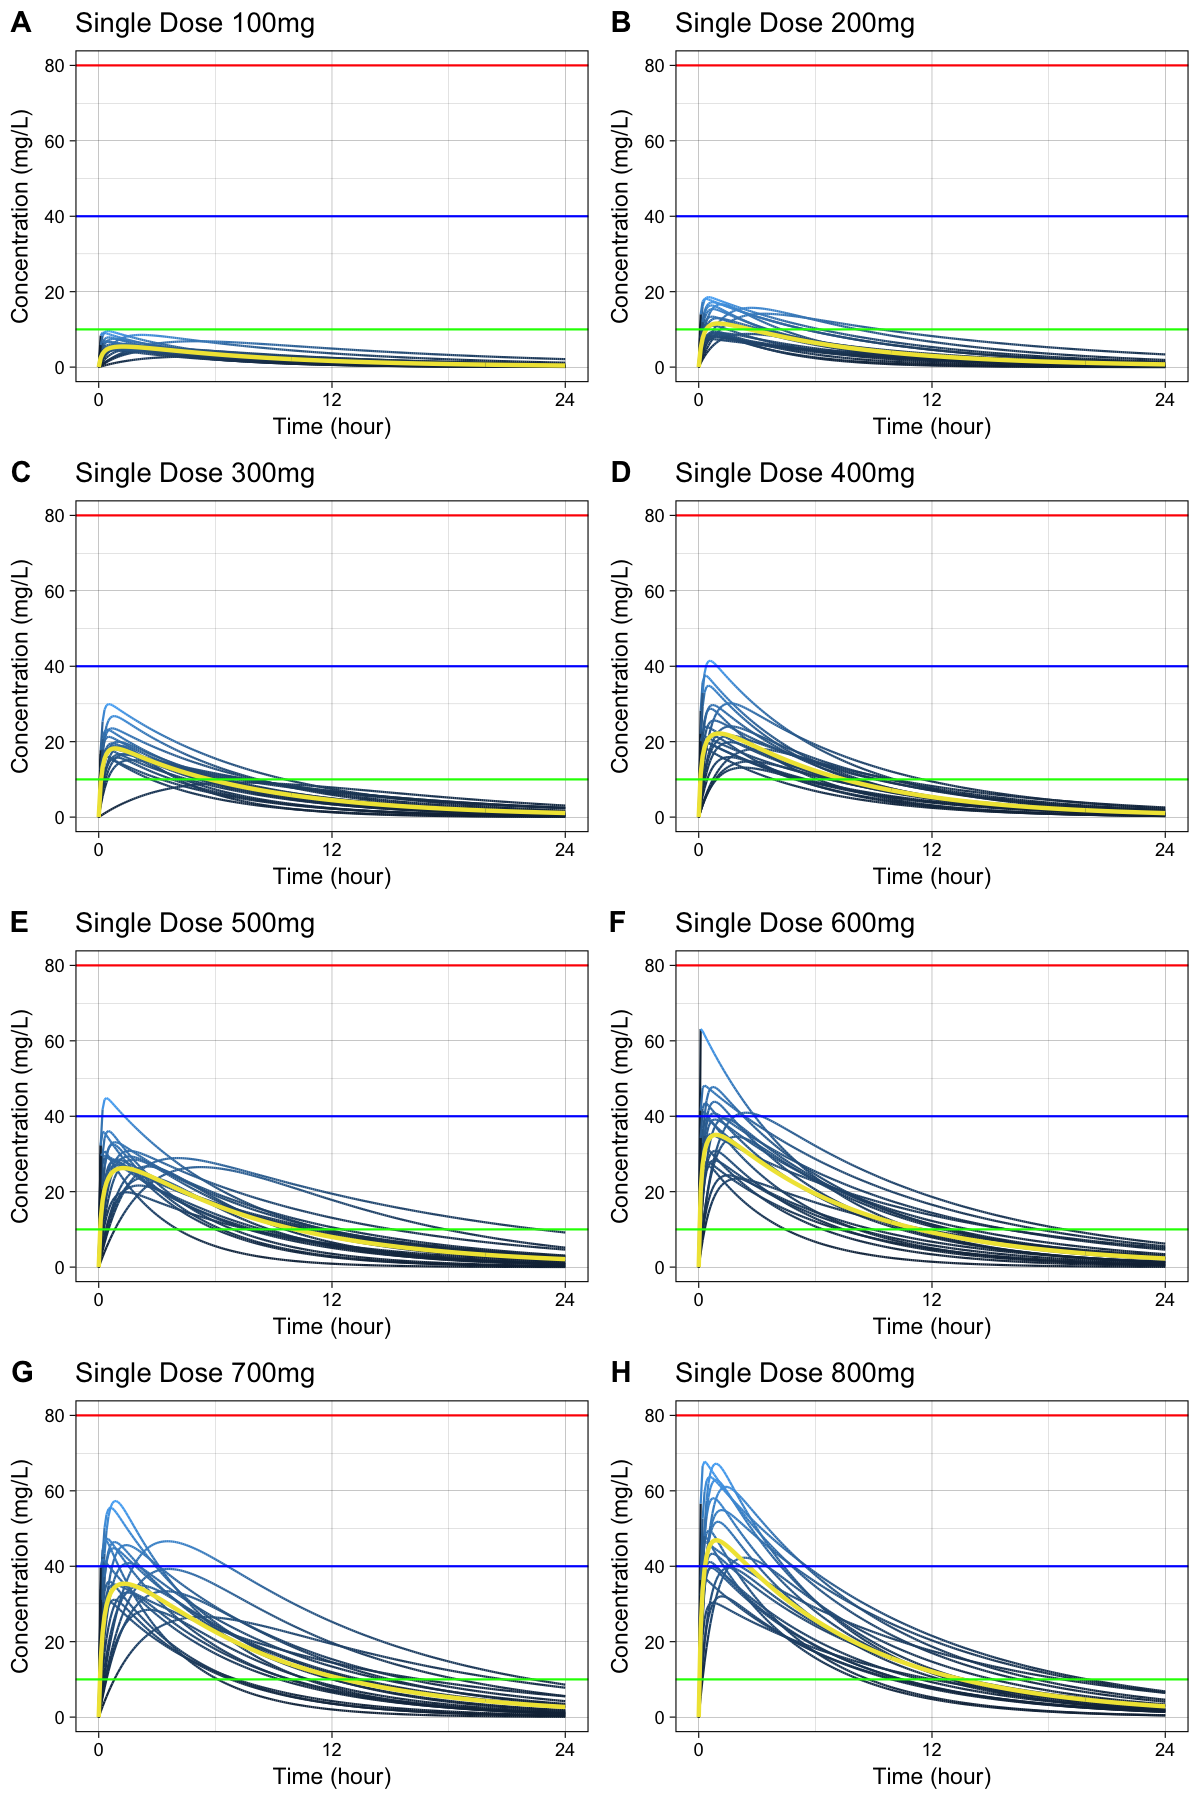 A Single Dose 100mg
Concentration (mg/L)
80
60
40
20
0
0 12 24
Time (hour)
B Single Dose 200mg
Concentration (mg/L)
80
60
40
20
0
0 12 24
Time (hour)
C Single Dose 300mg
Concentration (mg/L)
80
60
40
20
0
0 12 24
Time (hour)
D Single Dose 400mg
Concentration (mg/L)
80
60
40
20
0
0 12 24
Time (hour)
E Single Dose 500mg
Concentration (mg/L)
80
60
40
20
0
0 12 24
Time (hour)
F Single Dose 600mg
Concentration (mg/L)
80
60
40
20
0
0 12 24
Time (hour)
G Single Dose 700mg
Concentration (mg/L)
80
60
40
20
0
0 12 24
Time (hour)
H Single Dose 800mg
Concentration (mg/L)
80
60
40
20
0
0 12 24
Time (hour)